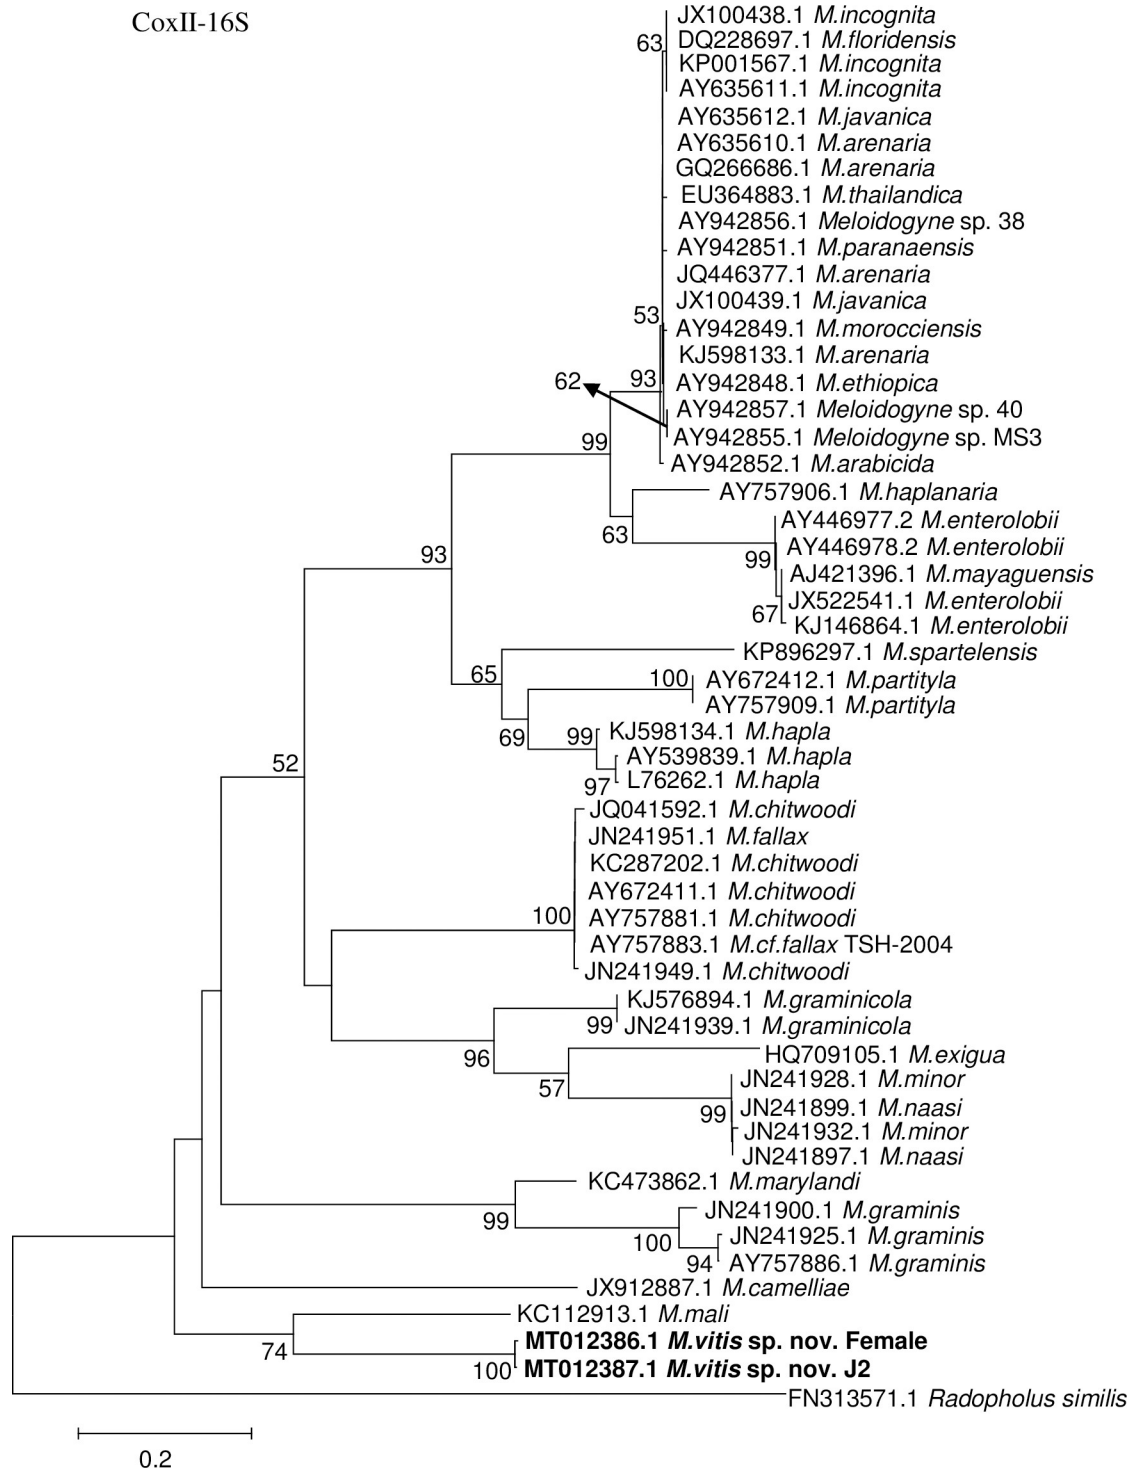 CoxII-16S
JX100438.1 M.incognita
63
DQ228697.1 M.floridensis
KP001567.1 M.incognita
AY635611.1 M.incognita
AY635612.1 M.javanica
AY635610.1 M.arenaria
GQ266686.1 M.arenaria
EU364883.1 M.thailandica
AY942856.1 Meloidogyne sp. 38
AY942851.1 M.paranaensis
JQ446377.1 M.arenaria
JX100439.1 M.javanica
53
AY942849.1 M.morocciensis
KJ598133.1 M.arenaria
62
93
AY942848.1 M.ethiopica
AY942857.1 Meloidogyne sp. 40
AY942855.1 Meloidogyne sp. MS3
99
AY942852.1 M.arabicida
AY757906.1 M.haplanaria
AY446977.2 M.enterolobii
63
AY446978.2 M.enterolobii
93
99
AJ421396.1 M.mayaguensis
JX522541.1 M.enterolobii
67
KJ146864.1 M.enterolobii
KP896297.1 M.spartelensis
65
100
AY672412.1 M.partityla
AY757909.1 M.partityla
69
99
KJ598134.1 M.hapla
AY539839.1 M.hapla
52
97
L76262.1 M.hapla
JQ041592.1 M.chitwoodi
JN241951.1 M.fallax
KC287202.1 M.chitwoodi
AY672411.1 M.chitwoodi
100
AY757881.1 M.chitwoodi
AY757883.1 M.cf.fallax TSH-2004
JN241949.1 M.chitwoodi
KJ576894.1 M.graminicola
99
JN241939.1 M.graminicola
96
HQ709105.1 M.exigua
57
JN241928.1 M.minor
99
JN241899.1 M.naasi
JN241932.1 M.minor
JN241897.1 M.naasi
KC473862.1 M.marylandi
99
JN241900.1 M.graminis
100
JN241925.1 M.graminis
94
AY757886.1 M.graminis
JX912887.1 M.camelliae
KC112913.1 M.mali
74
MT012386.1 M.vitis sp. nov. Female
100
MT012387.1 M.vitis sp. nov. J2
FN313571.1 Radopholus similis
0.2